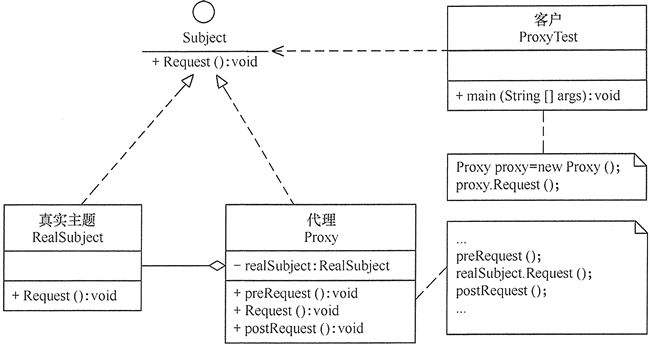 Subject
+ Request():void
客户
ProxyTest
+ main(String [] args):void
Proxy proxy=new Proxy();
proxy.Request();
真实主题
RealSubject
+ Request():void
代理
Proxy
- realSubject:RealSubject
+ preRequest():void
+ Request():void
+ postRequest():void
...
preRequest();
realSubject.Request();
postRequest();
...